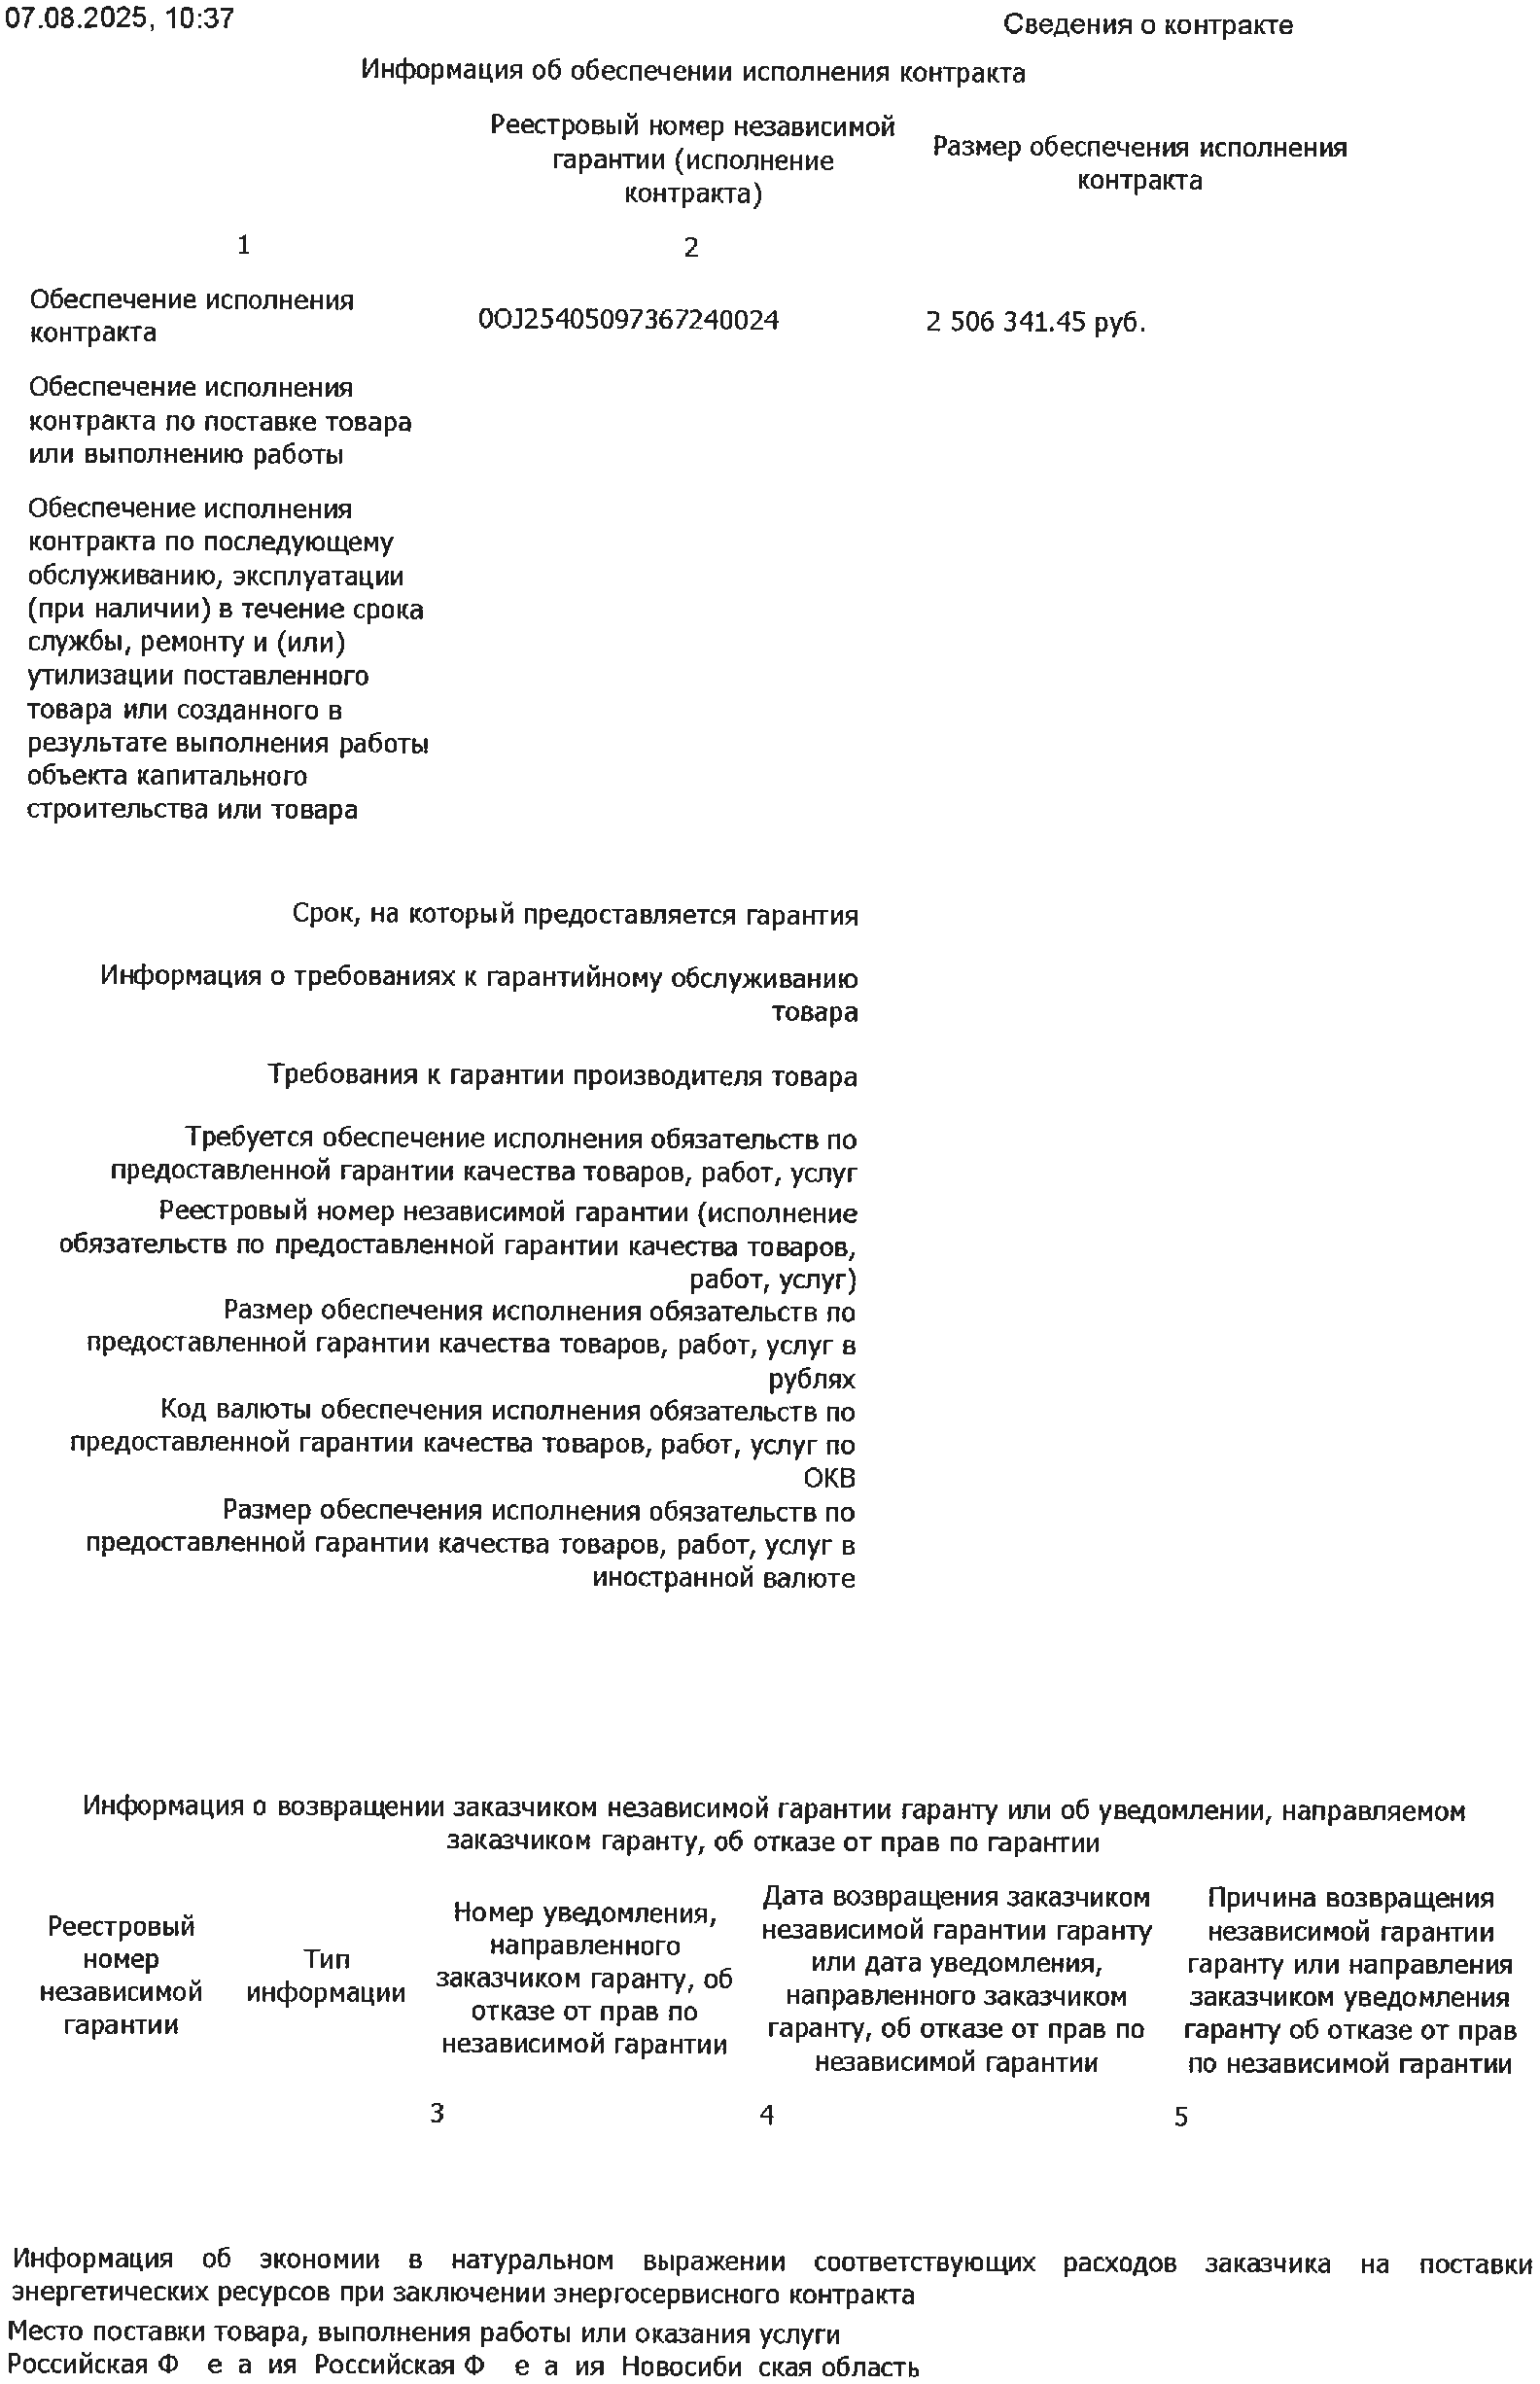 07.08.2025, 10:37
Сведения о контракте
Информация об обеспечении исполнения контракта
Реестровый номер независимой
гарантии (исполнение
контракта)
Размер обеспечения исполнения
контракта
1
2
Обеспечение исполнения
контракта
0OJ25405097367240024
2 506 341.45 руб.
Обеспечение исполнения
контракта по поставке товара
или выполнению работы
Обеспечение исполнения
контракта по последующему
обслуживанию, эксплуатации
(при наличии) в течение срока
службы, ремонту и (или)
утилизации поставленного
товара или созданного в
результате выполнения работы
объекта капитального
строительства или товара
Срок, на который предоставляется гарантия
Информация о требованиях к гарантийному обслуживанию
товара
Требования к гарантии производителя товара
Требуется обеспечение исполнения обязательств по
предоставленной гарантии качества товаров, работ, услуг
Реестровый номер независимой гарантии (исполнение
обязательств по предоставленной гарантии качества товаров,
работ, услуг)
Размер обеспечения исполнения обязательств по
предоставленной гарантии качества товаров, работ, услуг в
рублях
Код валюты обеспечения исполнения обязательств по
предоставленной гарантии качества товаров, работ, услуг по
ОКВ
Размер обеспечения исполнения обязательств по
предоставленной гарантии качества товаров, работ, услуг в
иностранной валюте
Информация о возвращении заказчиком независимой гарантии гаранту или об уведомлении, направляемом
заказчиком гаранту, об отказе от прав по гарантии
Реестровый
номер
независимой
гарантии
Тип
информации
Номер уведомления,
направленного
заказчиком гаранту, об
отказе от прав по
независимой гарантии
Дата возвращения заказчиком
независимой гарантии гаранту
или дата уведомления,
направленного заказчиком
гаранту, об отказе от прав по
независимой гарантии
Причина возвращения
независимой гарантии
гаранту или направления
заказчиком уведомления
гаранту об отказе от прав
по независимой гарантии
3
4
5
Информация об экономии в натуральном выражении соответствующих расходов заказчика на поставки
энергетических ресурсов при заключении энергосервисного контракта
Место поставки товара, выполнения работы или оказания услуги
Российская Российская область